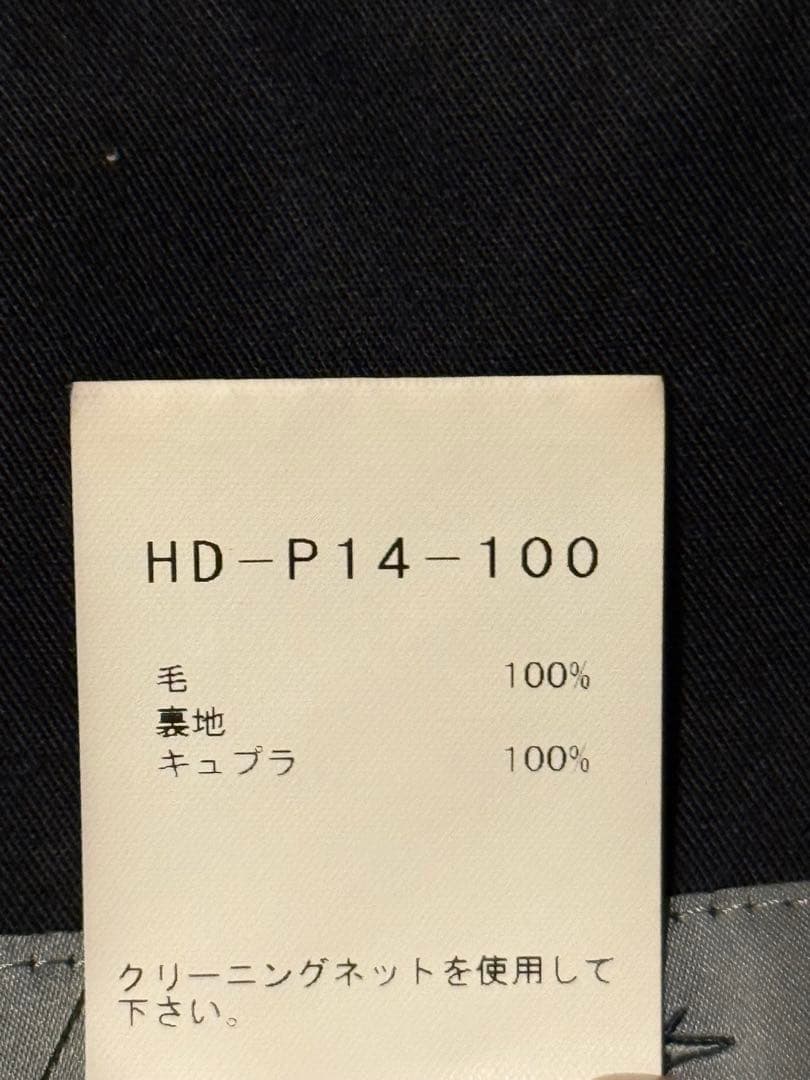 HD-P14-100
毛 100%
裏地
キュプラ 100%
クリーニングネットを使用して
下さい。